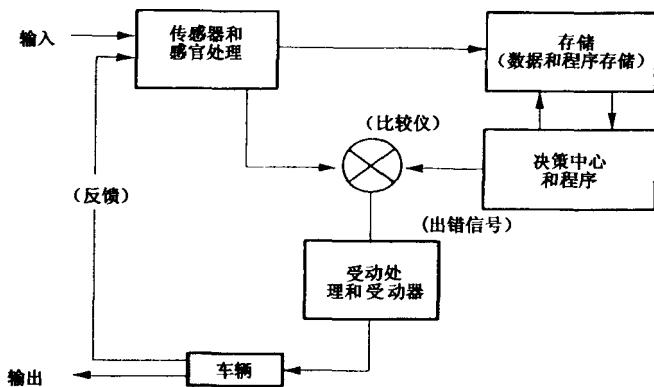 输入
传感器和
感官处理
存储
（数据和程序存储）
（比较仪）
决策中心
和程序
（反馈）
（出错信号）
受动处
理和受动器
车辆
输出